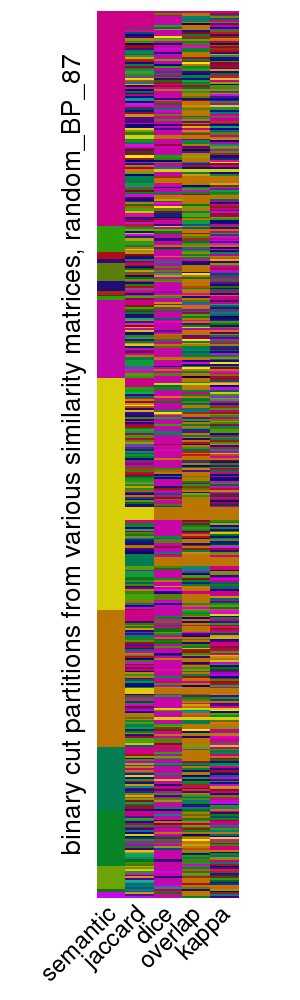 binary cut partitions from various similarity matrices, random_BP_87
semantic
jaccard
dice
overlap
kappa